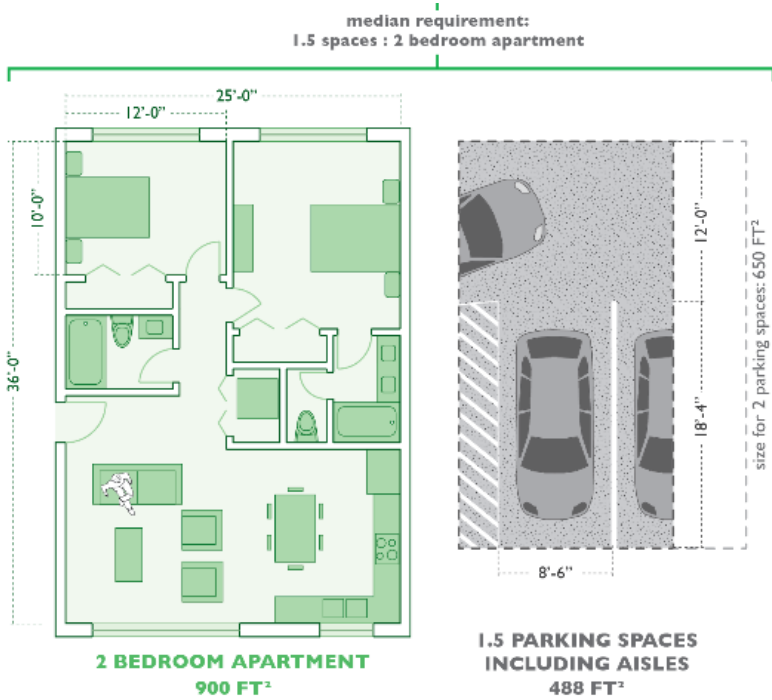 median requirement:
1.5 spaces : 2 bedroom apartment
25'-0"
12'-0"
10'-0"
36'-0"
12'-0"
18'-4"
size for 2 parking spaces: 650 FT²
8'-6"
2 BEDROOM APARTMENT
900 FT²
1.5 PARKING SPACES
INCLUDING AISLES
488 FT²